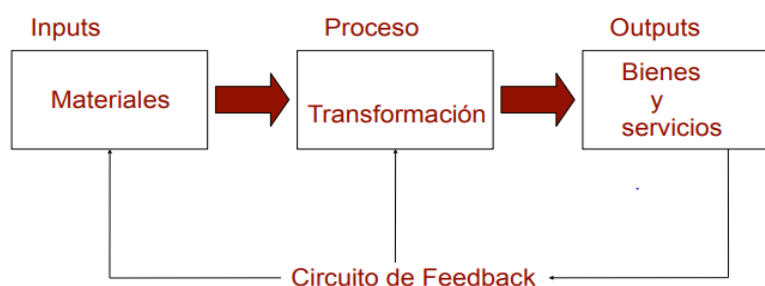 Inputs
Proceso
Outputs
Materiales
Transformación
Bienes
y
servicios
Circuito de Feedback